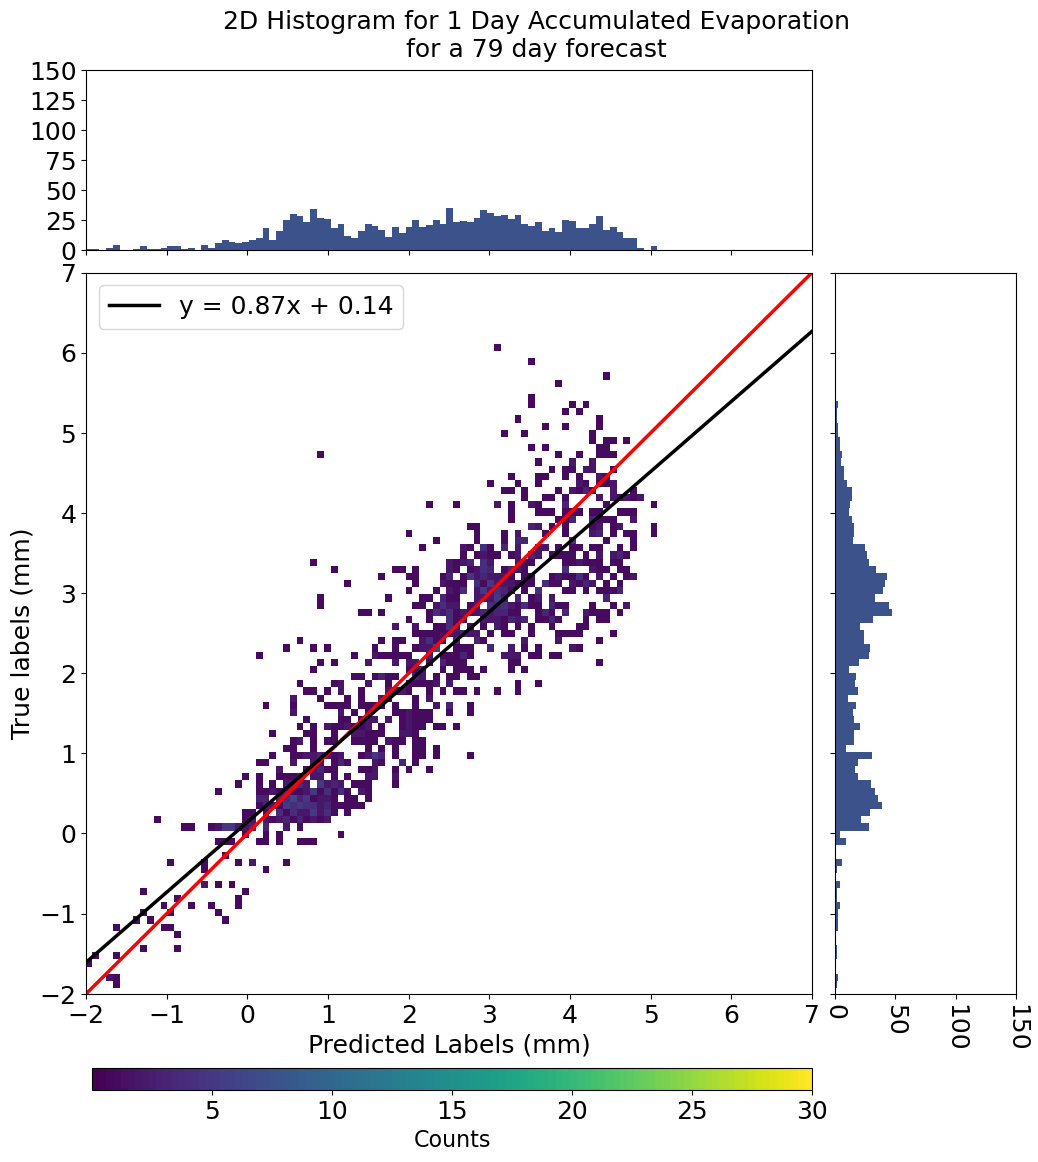 2D Histogram for 1 Day Accumulated Evaporation
for a 79 day forecast
150
125
100
75
50
25
0
7
6
5
4
3
2
1
0
−1
−2
True labels (mm)
y = 0.87x + 0.14
−2 −1 0 1 2 3 4 5 6 7
Predicted Labels (mm)
0 50 100 150
5 10 15 20 25 30
Counts